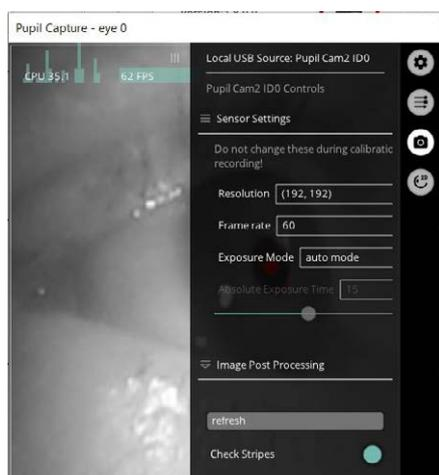 Pupil Capture - eye 0
CPU 35.1
62 FPS
Local USB Source: Pupil Cam2 ID0
Pupil Cam2 ID0 Controls
Sensor Settings
Do not change these during calibratic
recording!
Resolution (192, 192)
Frame rate 60
Exposure Mode auto mode
Absolute Exposure Time 15
Image Post Processing
refresh
Check Stripes